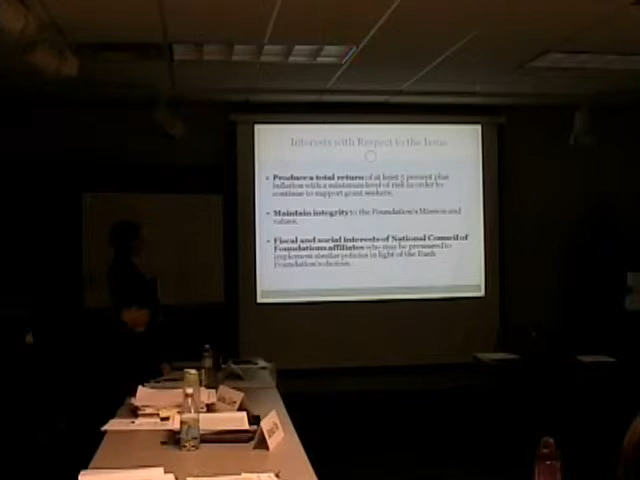 Interests with Respect to the Issue
• Produce a total return of at least 5 percent plus
inflation with a minimum level of risk in order to
continue to support grant seekers.
• Maintain integrity to the Foundation's Mission and
values.
• Fiscal and social interests of National Council of
Foundations affiliates who may be pressured to
implement similar policies in light of the
Foundation's choices.